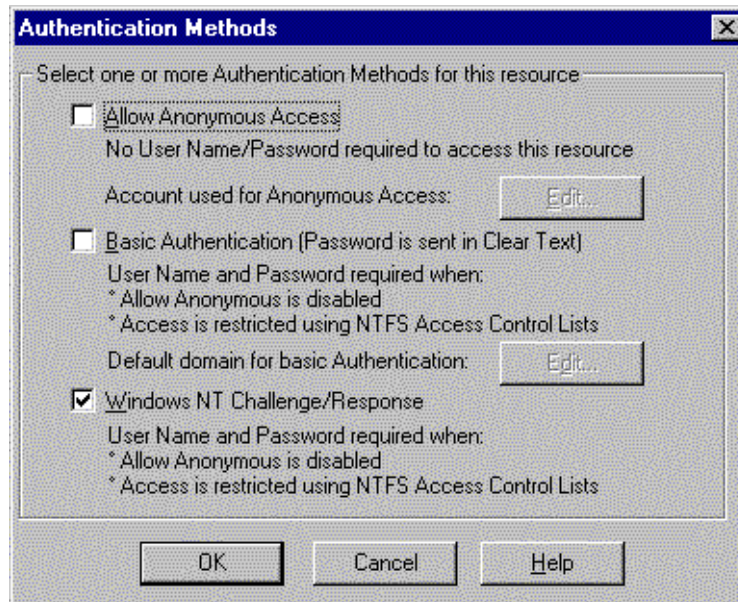 Authentication Methods
Select one or more Authentication Methods for this resource
Allow Anonymous Access
No User Name/Password required to access this resource
Account used for Anonymous Access:
Edit...
Basic Authentication (Password is sent in Clear Text)
User Name and Password required when:
* Allow Anonymous is disabled
* Access is restricted using NTFS Access Control Lists
Default domain for basic Authentication:
Edit...
Windows NT Challenge/Response
User Name and Password required when:
* Allow Anonymous is disabled
* Access is restricted using NTFS Access Control Lists
OK
Cancel
Help